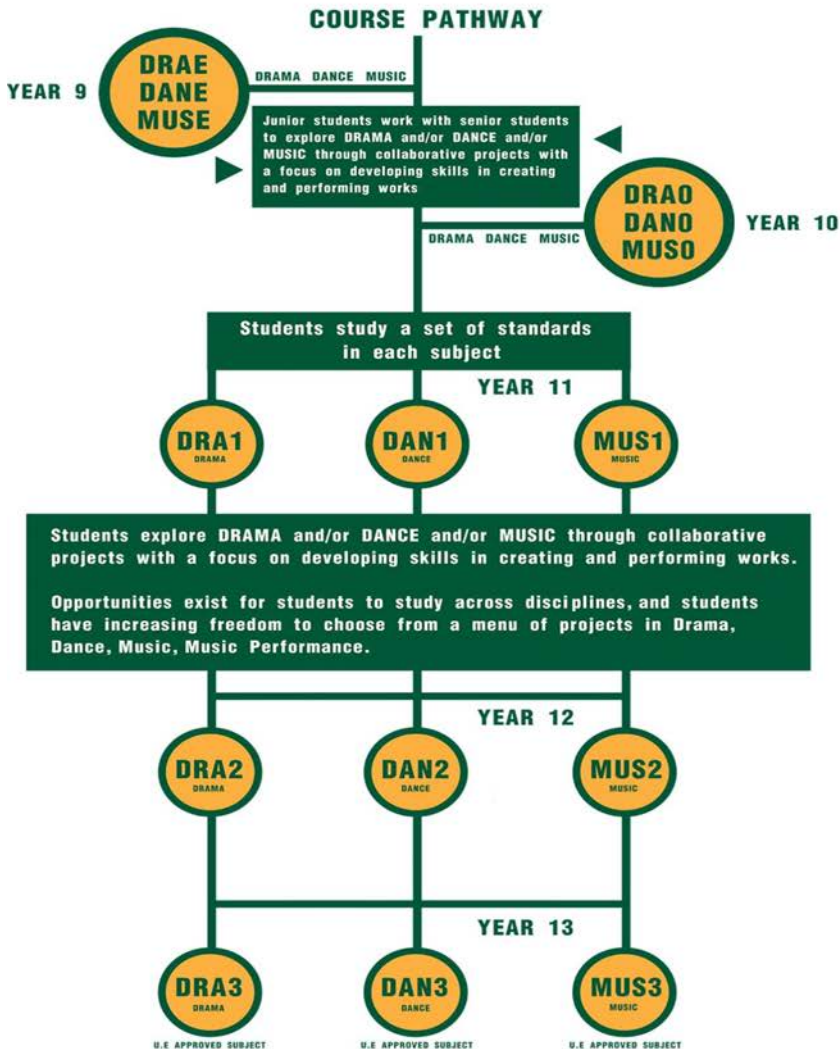 COURSE PATHWAY
YEAR 9
DRAE
DANE
MUSE
DRAMA DANCE MUSIC
Junior students work with senior students
to explore DRAMA and/or DANCE and/or
MUSIC through collaborative projects with
a focus on developing skills in creating
and performing works
DRAO
DANO
MUSO
YEAR 10
DRAMA DANCE MUSIC
Students study a set of standards
in each subject
YEAR 11
DRA1
DRAMA
DAN1
DANCE
MUS1
MUSIC
Students explore DRAMA and/or DANCE and/or MUSIC through collaborative
projects with a focus on developing skills in creating and performing works.
Opportunities exist for students to study across disciplines, and students
have increasing freedom to choose from a menu of projects in Drama,
Dance, Music, Music Performance.
YEAR 12
DRA2
DRAMA
DAN2
DANCE
MUS2
MUSIC
YEAR 13
DRA3
DRAMA
DAN3
DANCE
MUS3
MUSIC
U.E APPROVED SUBJECT
U.E APPROVED SUBJECT
U.E APPROVED SUBJECT